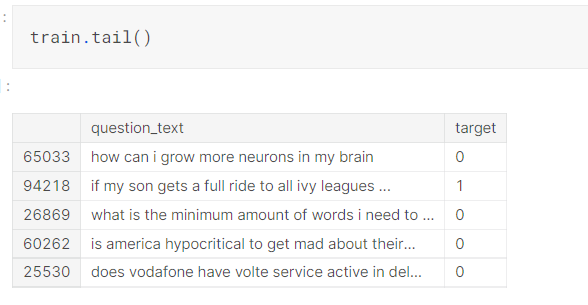 :
train.tail()
:
question_text target
65033 how can i grow more neurons in my brain 0
94218 if my son gets a full ride to all ivy leagues ... 1
26869 what is the minimum amount of words i need to ... 0
60262 is america hypocritical to get mad about their... 0
25530 does vodafone have volte service active in del... 0